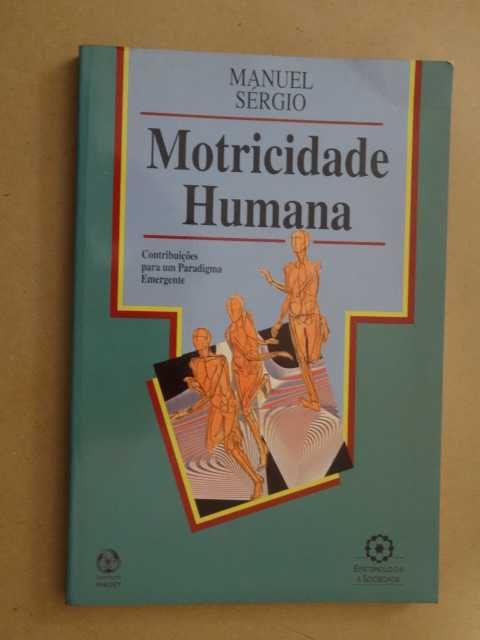 MANUEL
SÉRGIO
Motricidade
Humana
Contribuições
para um Paradigma
Emergente
INSTITUTO
PIAGET
EPISTEMOLOGIA
E SOCIEDADE